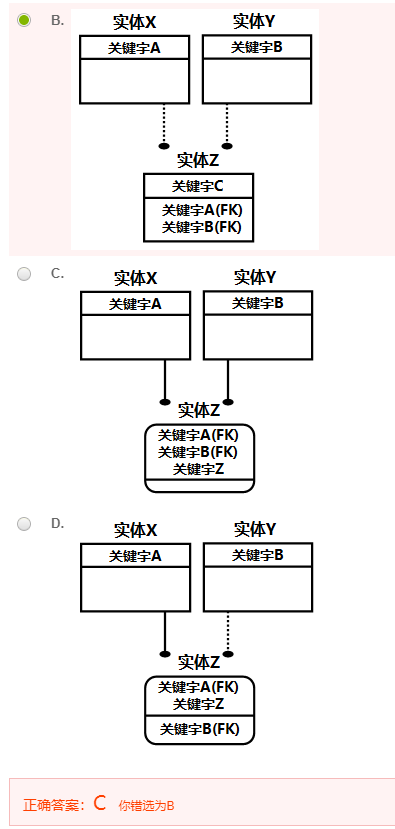 B.
实体X 实体Y
关键字A 关键字B
实体Z
关键字C
关键字A(FK)
关键字B(FK)
C.
实体X 实体Y
关键字A 关键字B
实体Z
关键字A(FK)
关键字B(FK)
关键字Z
D.
实体X 实体Y
关键字A 关键字B
实体Z
关键字A(FK)
关键字Z
关键字B(FK)
正确答案：C 你错选为B